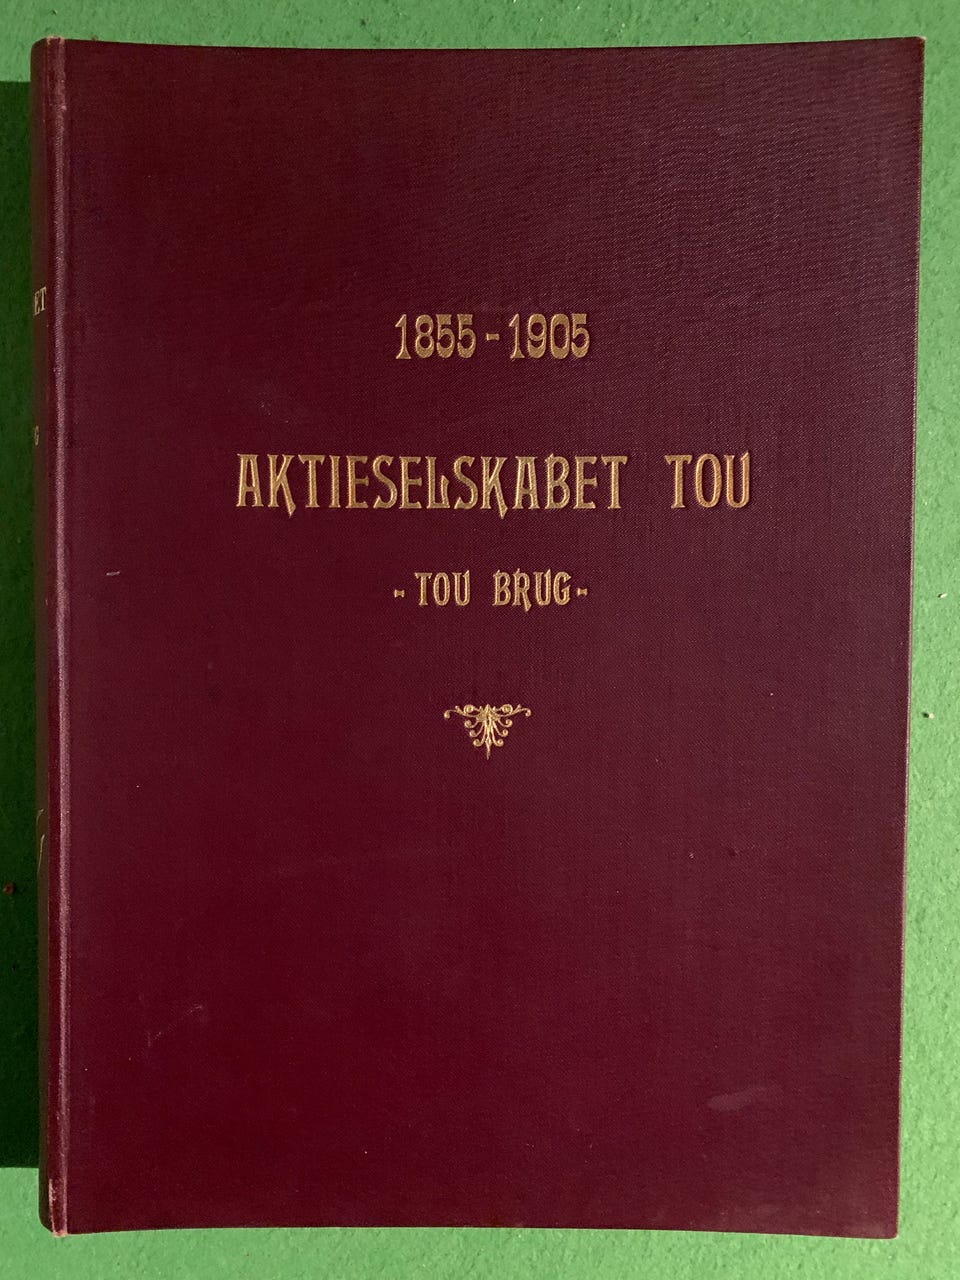 1855-1905
AKTIESELSKABET TOU
- TOU BRUG -